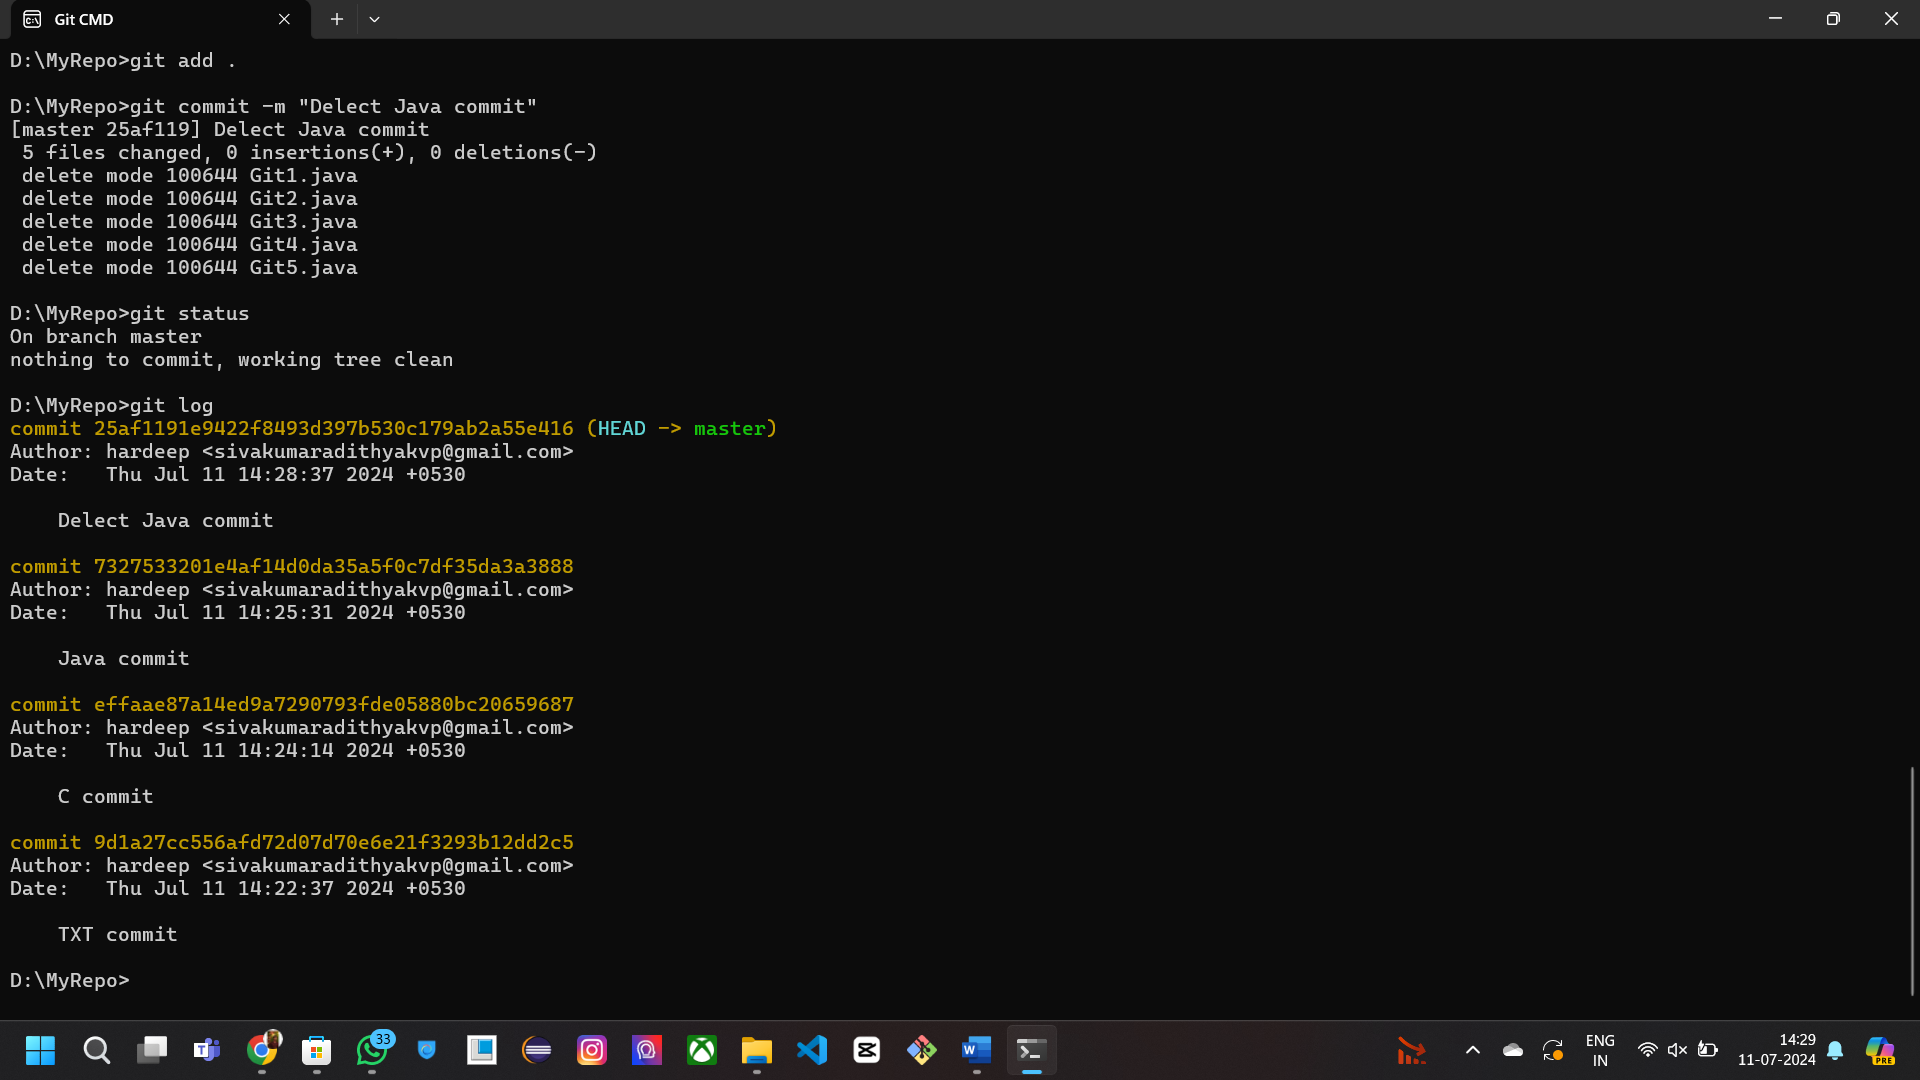 Git CMD
D:\MyRepo>git add .
D:\MyRepo>git commit -m "Delect Java commit"
[master 25af119] Delect Java commit
 5 files changed, 0 insertions(+), 0 deletions(-)
 delete mode 100644 Git1.java
 delete mode 100644 Git2.java
 delete mode 100644 Git3.java
 delete mode 100644 Git4.java
 delete mode 100644 Git5.java
D:\MyRepo>git status
On branch master
nothing to commit, working tree clean
D:\MyRepo>git log
commit 25af1191e9422f8493d397b530c179ab2a55e416 (HEAD -> master)
Author: hardeep <sivakumaradithyakvp@gmail.com>
Date:   Thu Jul 11 14:28:37 2024 +0530
    Delect Java commit
commit 7327533201e4af14d0da35a5f0c7df35da3a3888
Author: hardeep <sivakumaradithyakvp@gmail.com>
Date:   Thu Jul 11 14:25:31 2024 +0530
    Java commit
commit effaae87a14ed9a7290793fde05880bc20659687
Author: hardeep <sivakumaradithyakvp@gmail.com>
Date:   Thu Jul 11 14:24:14 2024 +0530
    C commit
commit 9d1a27cc556afd72d07d70e6e21f3293b12dd2c5
Author: hardeep <sivakumaradithyakvp@gmail.com>
Date:   Thu Jul 11 14:22:37 2024 +0530
    TXT commit
D:\MyRepo>
33
ENG
IN
14:29
11-07-2024
PRE